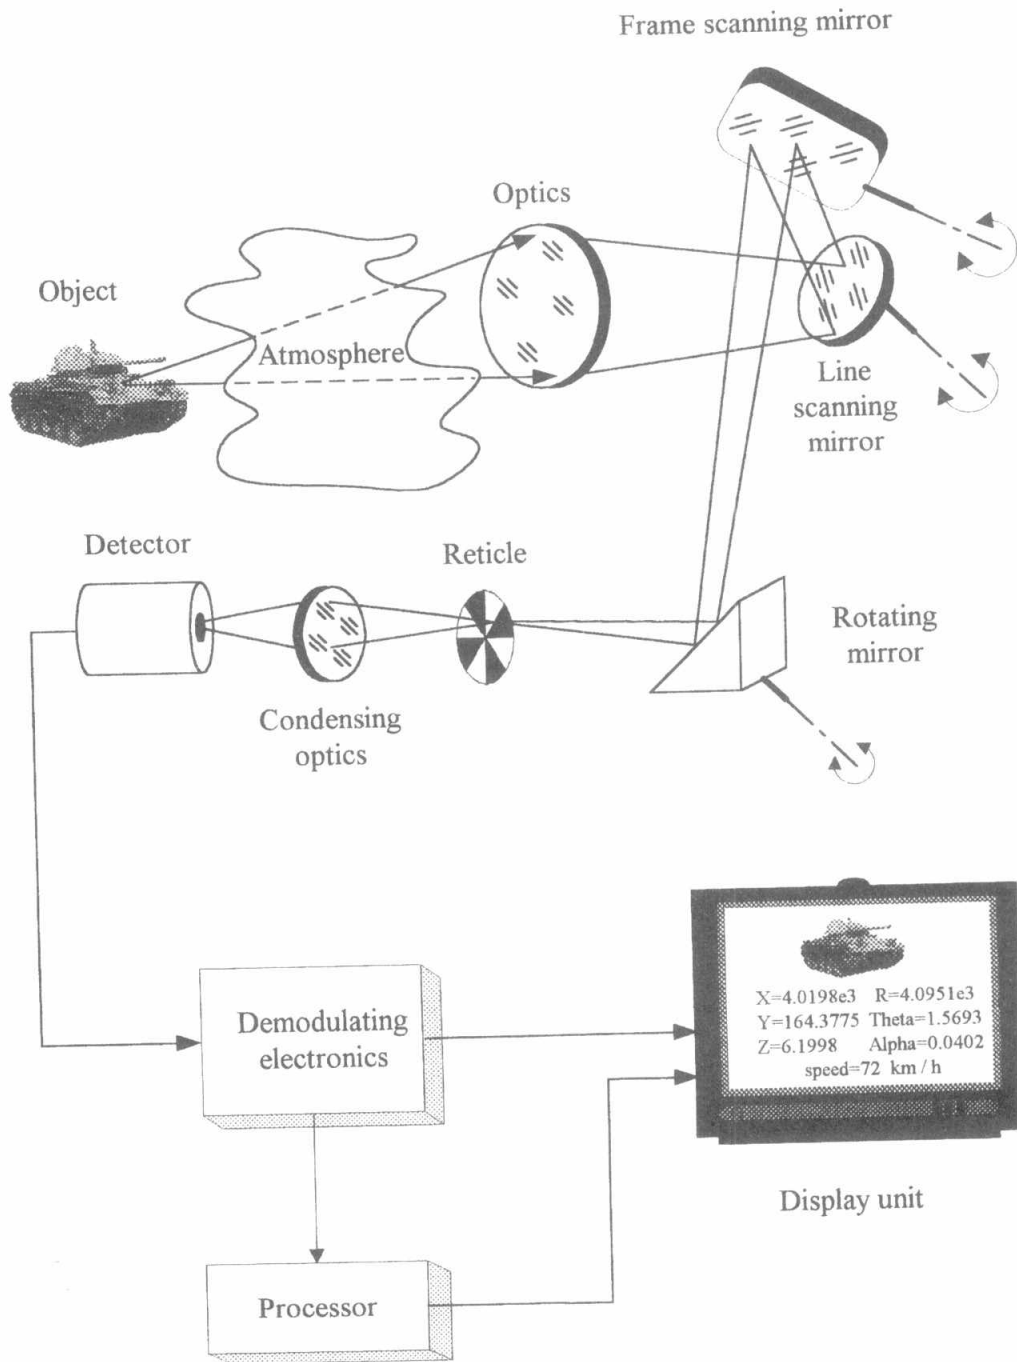 Frame scanning mirror
Optics
Object
Atmosphere
Line
scanning
mirror
Detector
Reticle
Rotating
mirror
Condensing
optics
X=4.0198e3 R=4.0951e3
Y=164.3775 Theta=1.5693
Z=6.1998 Alpha=0.0402
speed=72 km / h
Demodulating
electronics
Display unit
Processor